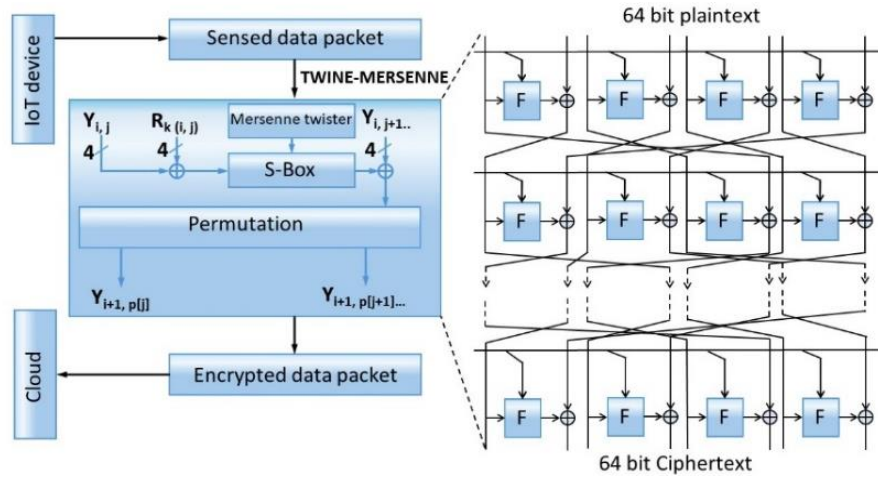 IoT device
Sensed data packet
TWINE-MERSENNE
Y i, j
R k (i, j)
Mersenne twister
Y i, j+1..
4
4
4
S-Box
Permutation
Y i+1, p[j]
Y i+1, p[j+1]...
Cloud
Encrypted data packet
64 bit plaintext
F F F F
F F F F
F F F F
64 bit Ciphertext